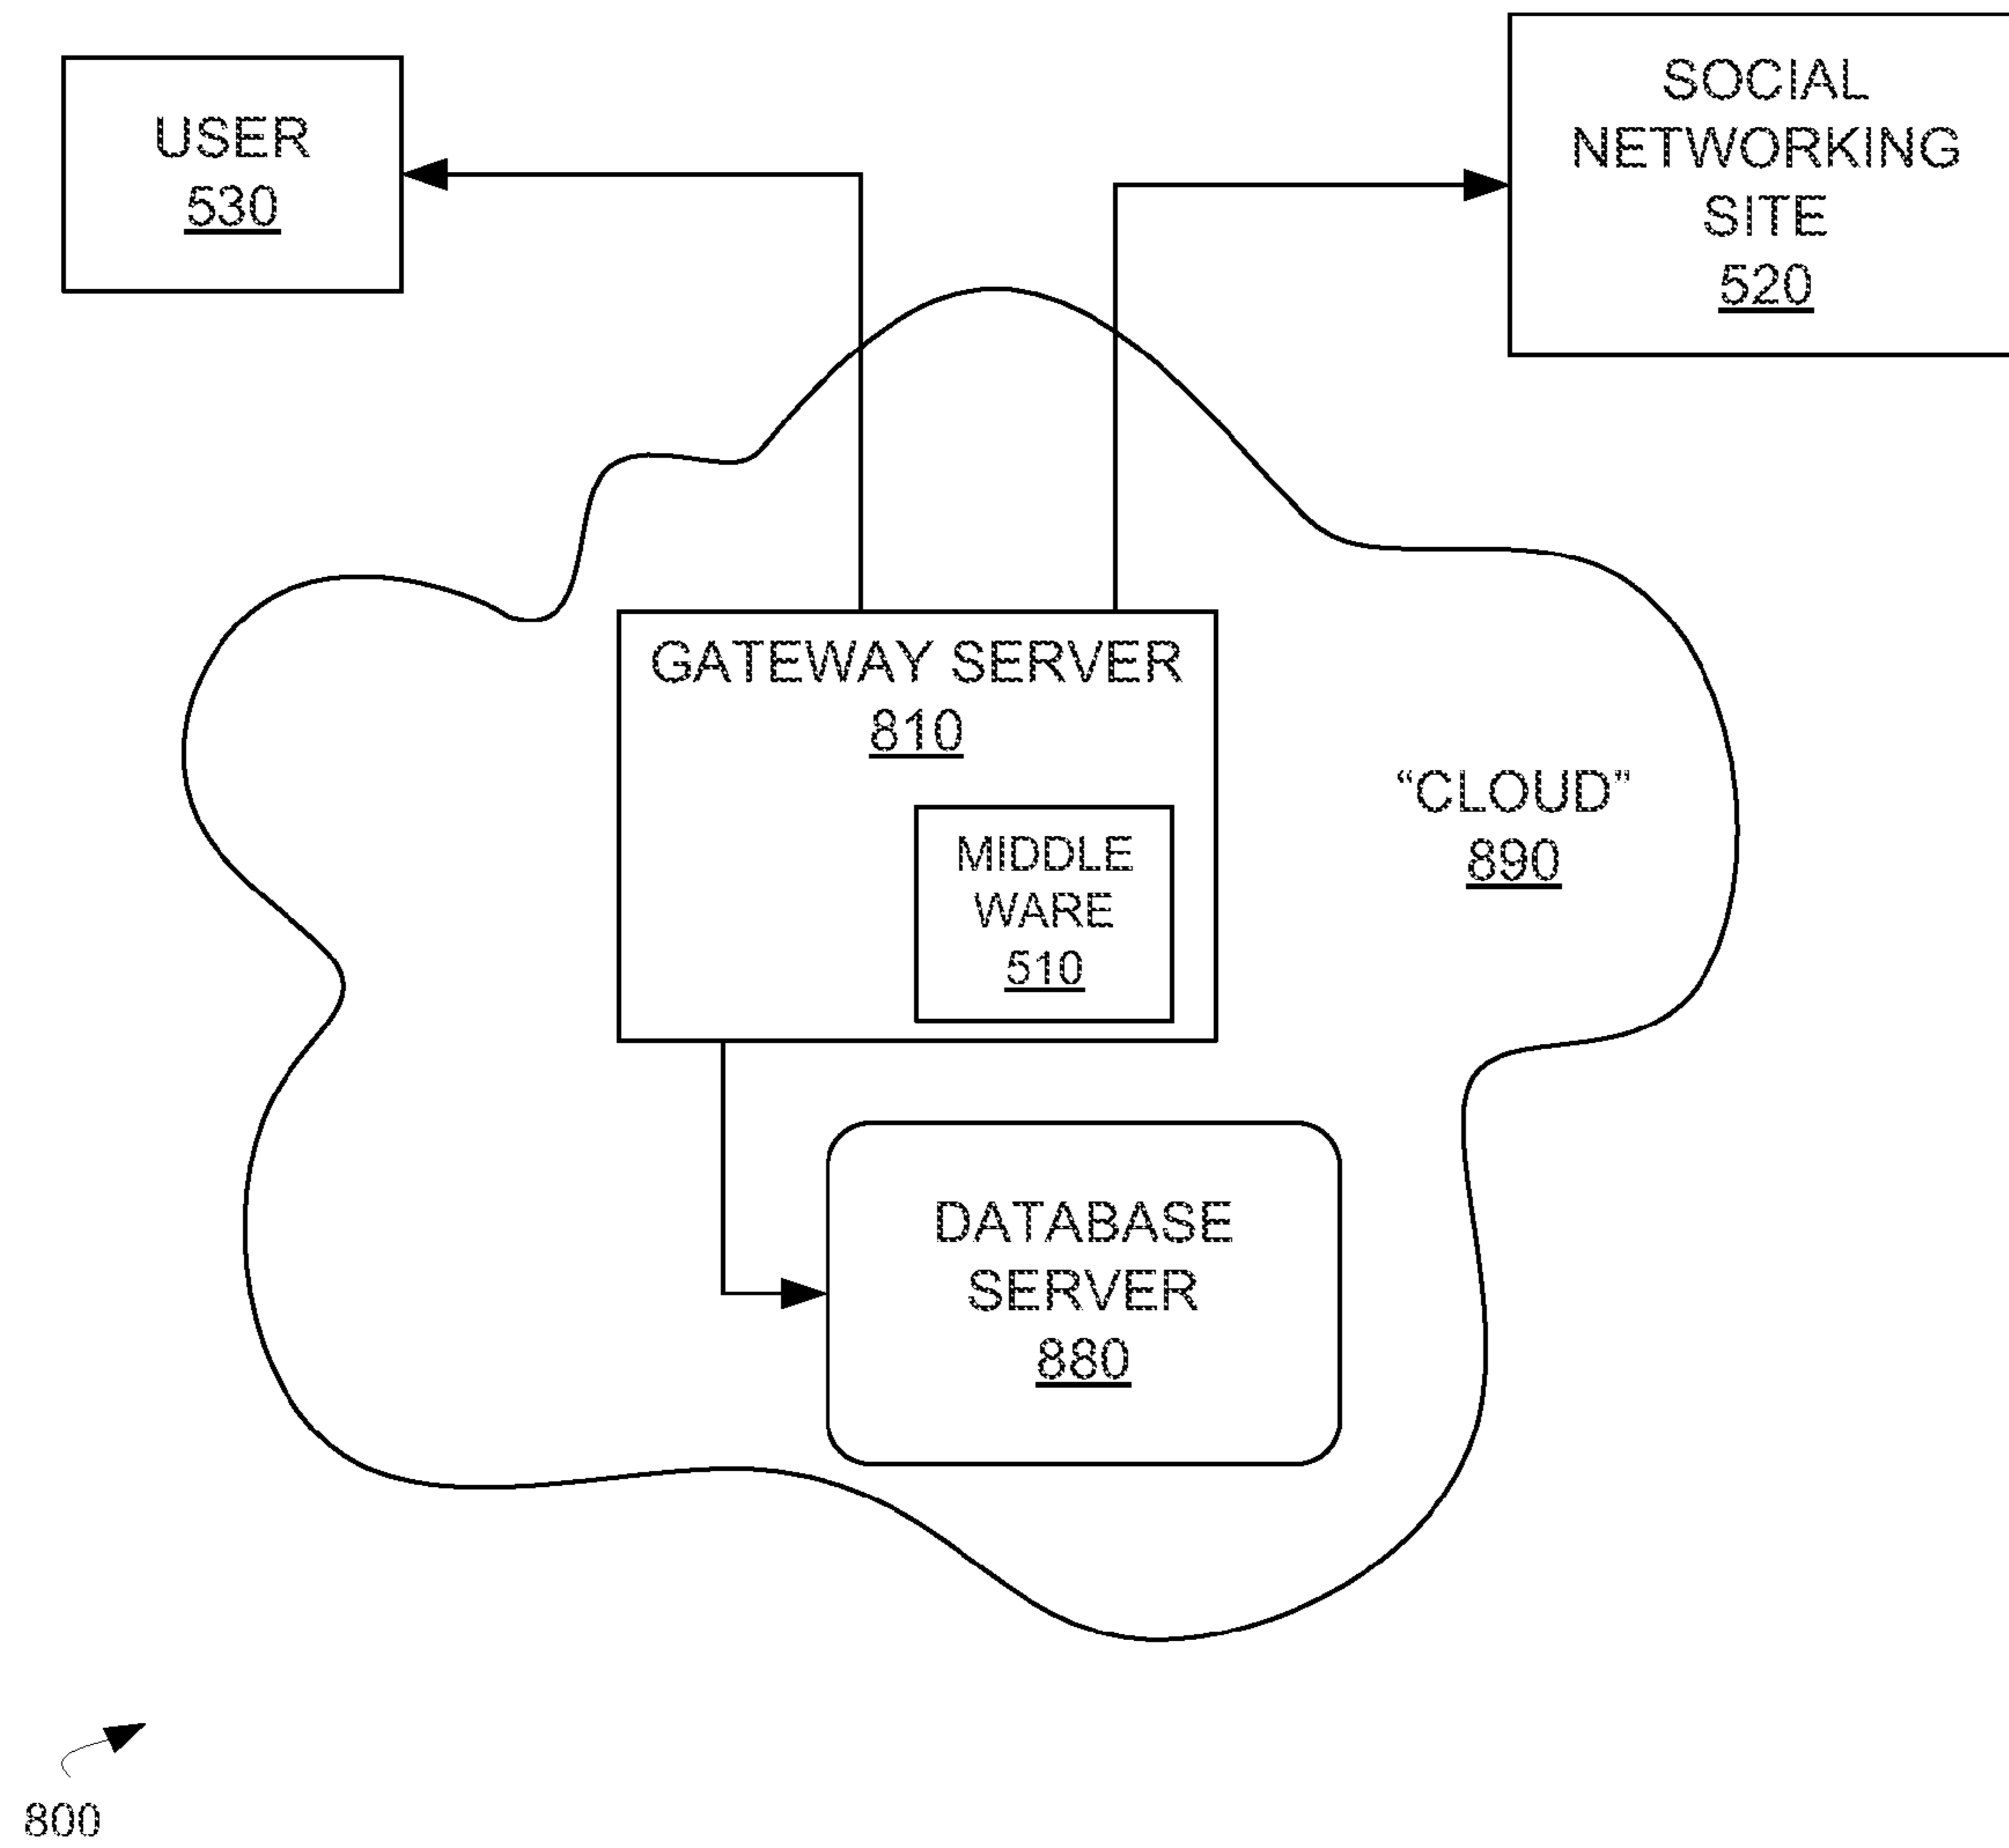 USER
530
SOCIAL
NETWORKING
SITE
520
GATEWAY SERVER
810
MIDDLE
WARE
510
“CLOUD”
890
DATABASE
SERVER
880
800